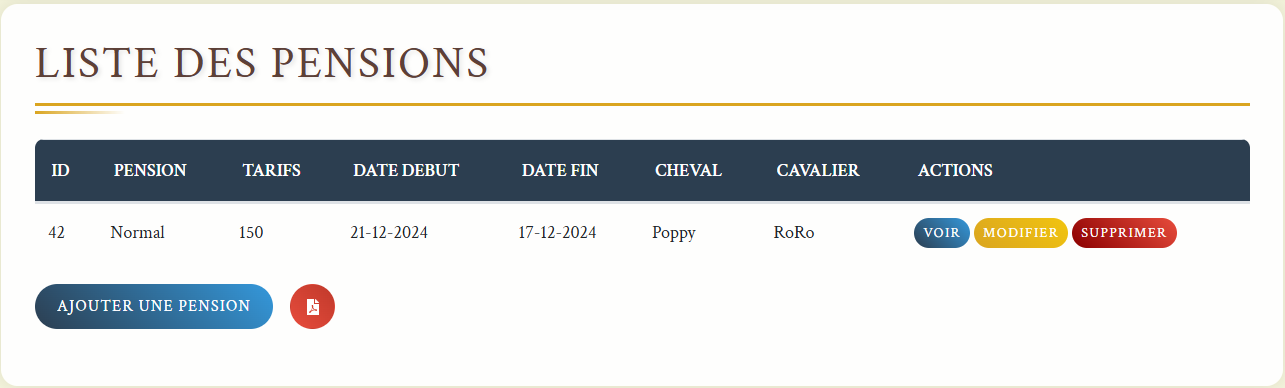 LISTE DES PENSIONS
ID PENSION TARIFS DATE DEBUT DATE FIN CHEVAL CAVALIER ACTIONS
42 Normal 150 21-12-2024 17-12-2024 Poppy RoRo VOIR MODIFIER SUPPRIMER
AJOUTER UNE PENSION